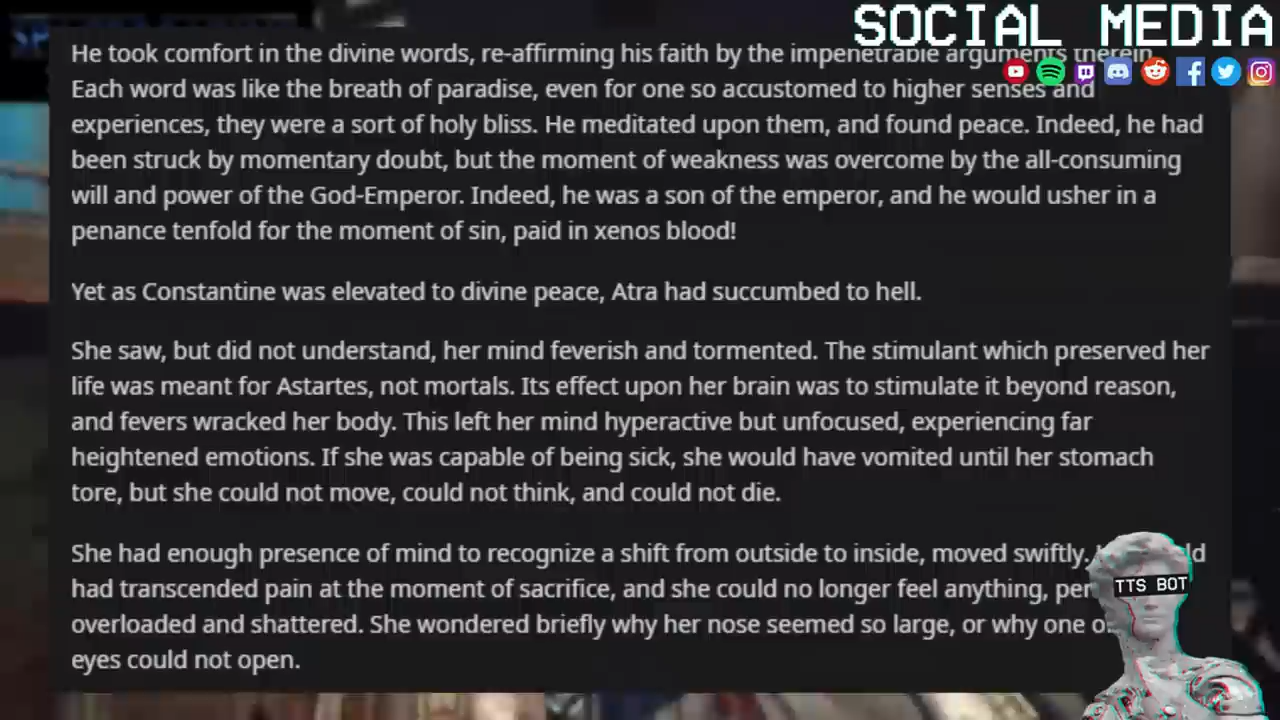 SOCIAL MEDIA
He took comfort in the divine words, re-affirming his faith by the impenetrable arguments therein.
Each word was like the breath of paradise, even for one so accustomed to higher senses and
experiences, they were a sort of holy bliss. He meditated upon them, and found peace. Indeed, he had
been struck by momentary doubt, but the moment of weakness was overcome by the all-consuming
will and power of the God-Emperor. Indeed, he was a son of the emperor, and he would usher in a
penance tenfold for the moment of sin, paid in xenos blood!
Yet as Constantine was elevated to divine peace, Atra had succumbed to hell.
She saw, but did not understand, her mind feverish and tormented. The stimulant which preserved her
life was meant for Astartes, not mortals. Its effect upon her brain was to stimulate it beyond reason,
and fevers wracked her body. This left her mind hyperactive but unfocused, experiencing far
heightened emotions. If she was capable of being sick, she would have vomited until her stomach
tore, but she could not move, could not think, and could not die.
She had enough presence of mind to recognize a shift from outside to inside, moved swiftly.
had transcended pain at the moment of sacrifice, and she could no longer feel anything,
overloaded and shattered. She wondered briefly why her nose seemed so large, or why one
eyes could not open.
TTS BOT